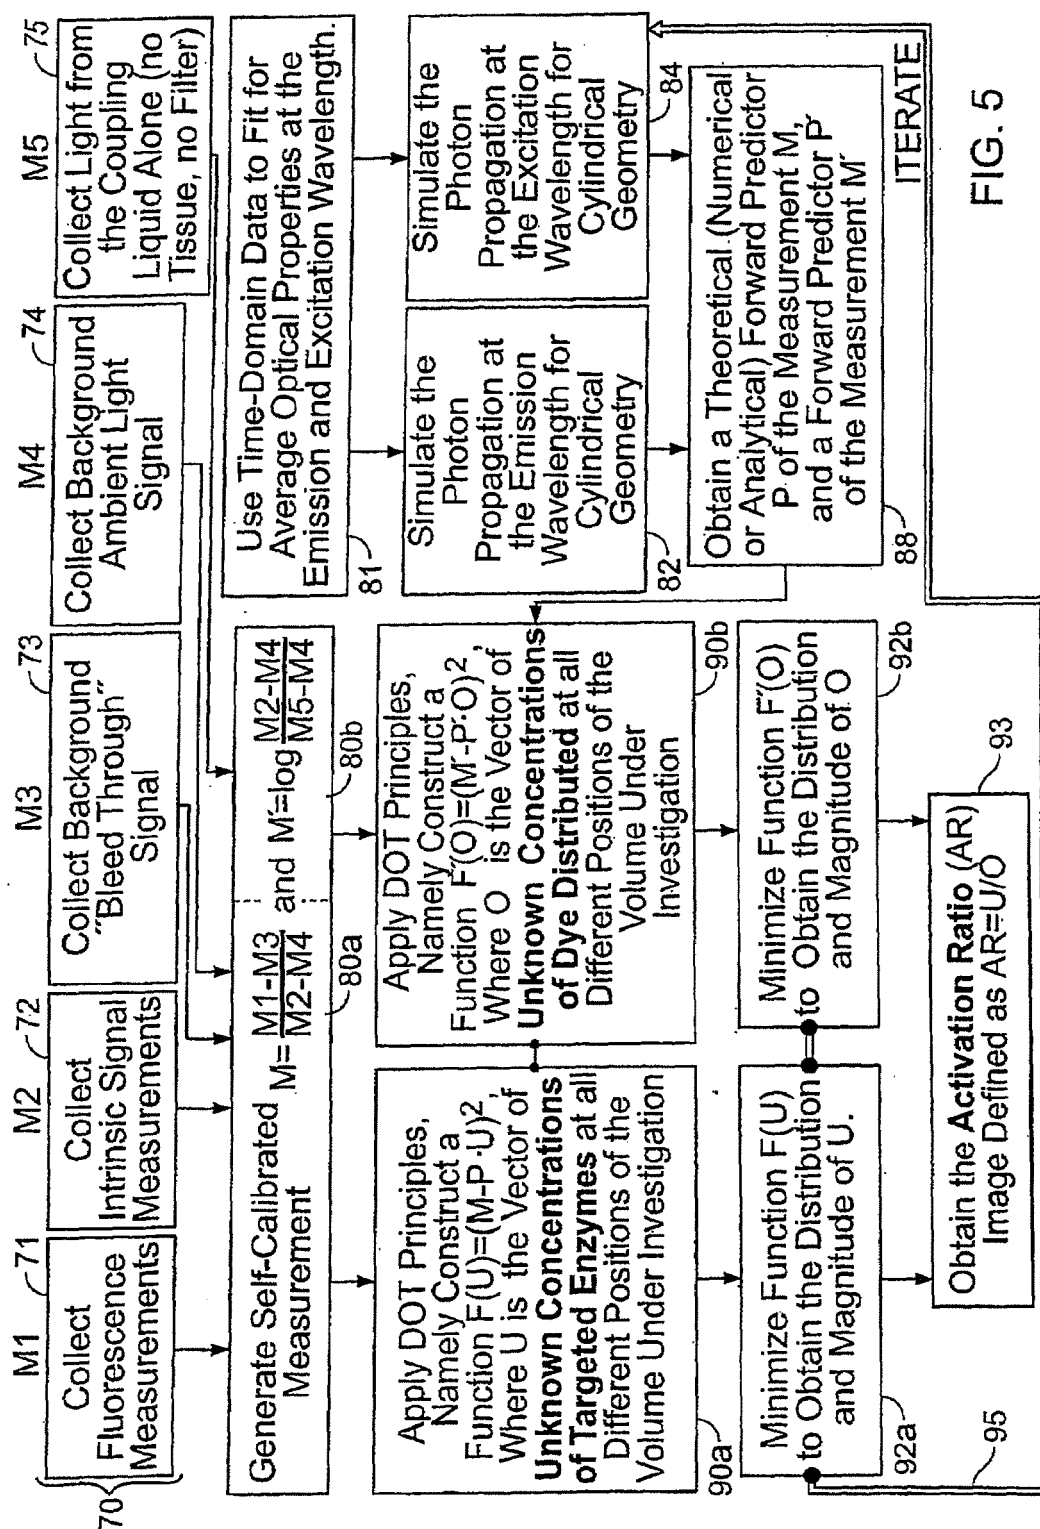 M1
M2
M3
M4
M5
70
71
Collect
Fluorescence
Measurements
72
Collect
Intrinsic Signal
Measurements
73
Collect Background
"Bleed Through"
Signal
74
Collect Background
Ambient Light
Signal
75
Collect Light from
the Coupling
Liquid Alone (no
Tissue, no Filter)
Generate Self-Calibrated
Measurement
M= M1-M3
M2-M4
and M'=log M2-M4
M5-M4
80a
80b
Use Time-Domain Data to Fit for
Average Optical Properties at the
Emission and Excitation Wavelength.
81
Simulate the
Photon
Propagation at
the Emission
Wavelength for
Cylindrical
Geometry
82
Simulate the
Photon
Propagation at
the Excitation
Wavelength for
Cylindrical
Geometry
84
Obtain a Theoretical (Numerical
or Analytical) Forward Predictor
P of the Measurement M,
and a Forward Predictor P'
of the Measurement M'
88
Apply DOT Principles,
Namely Construct a
Function F(U)=(M-P·U)²,
Where U is the Vector of
Unknown Concentrations
of Targeted Enzymes at all
Different Positions of the
Volume Under Investigation
90a
Apply DOT Principles,
Namely Construct a
Function F'(O)=(M'-P'·O)²,
Where O is the Vector of
Unknown Concentrations
of Dye Distributed at all
Different Positions of the
Volume Under
Investigation
90b
Minimize Function F(U)
to Obtain the Distribution
and Magnitude of U.
92a
Minimize Function F'(O)
to Obtain the Distribution
and Magnitude of O
92b
Obtain the Activation Ratio (AR)
Image Defined as AR=U/O
93
95
ITERATE
FIG. 5